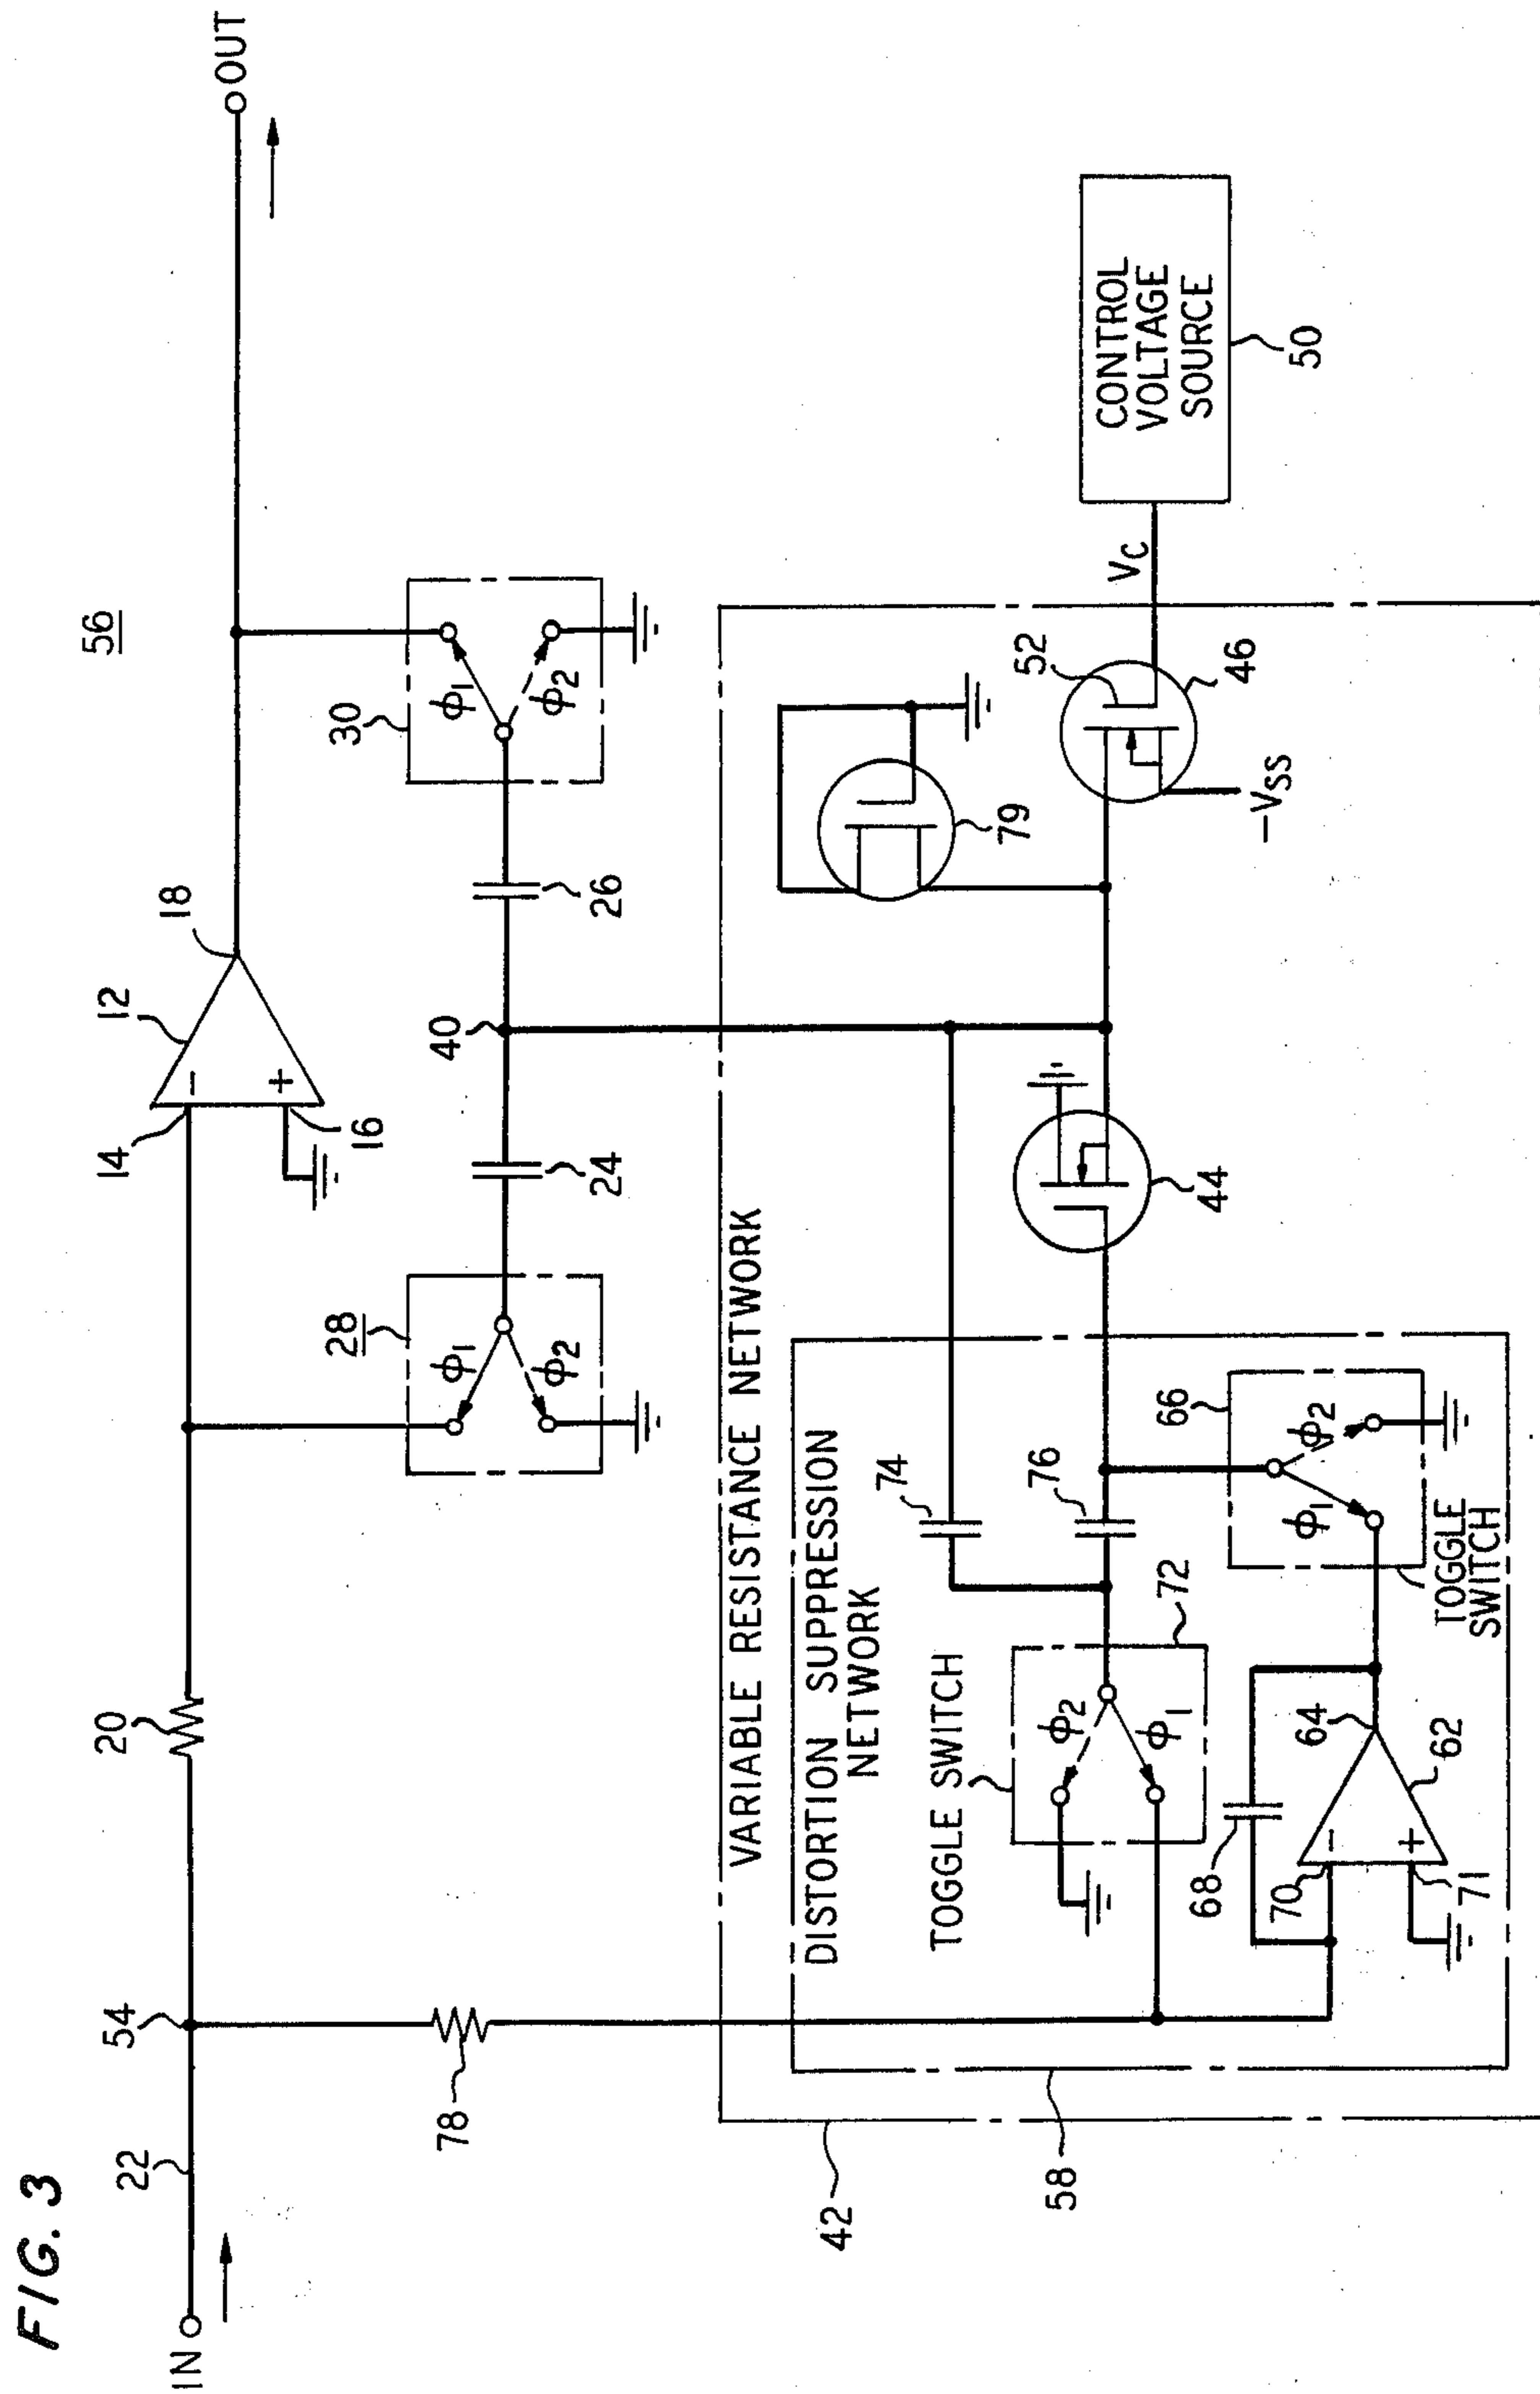 FIG. 3
56
IN
22
54
20
14
12
18
OUT
−
+
16
78
28
ϕ1
ϕ2
24
40
26
30
ϕ1
ϕ2
42
VARIABLE RESISTANCE NETWORK
58
DISTORTION SUPPRESSION
NETWORK
74
79
52
46
VC
CONTROL
VOLTAGE
SOURCE
50
-VSS
44
TOGGLE SWITCH
72
ϕ2
ϕ1
76
66
ϕ1
ϕ2
TOGGLE
SWITCH
68
70
−
+
71
64
62